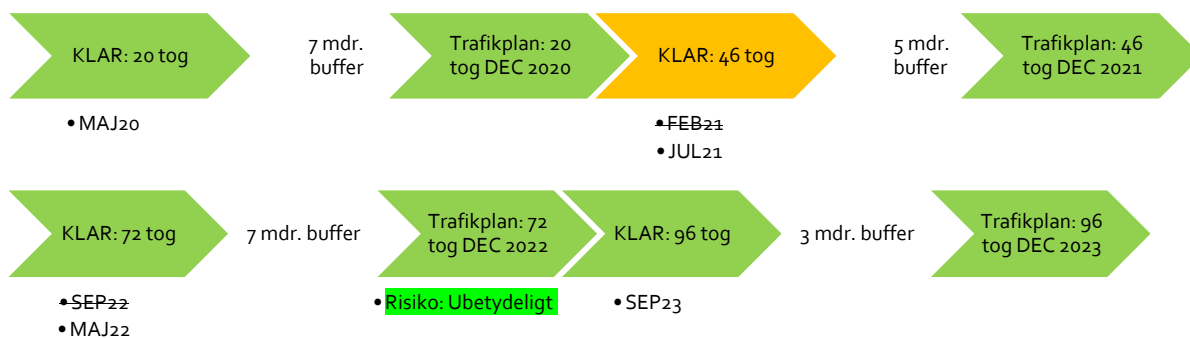 KLAR: 20 tog
7 mdr.
buffer
Trafikplan: 20
tog DEC 2020
KLAR: 46 tog
5 mdr.
buffer
Trafikplan: 46
tog DEC 2021
•MAJ20
•FEB21
•JUL21
KLAR: 72 tog
7 mdr. buffer
Trafikplan: 72
tog DEC 2022
KLAR: 96 tog
3 mdr. buffer
Trafikplan: 96
tog DEC 2023
•SEP22
•MAJ22
•Risiko: Ubetydeligt
•SEP23